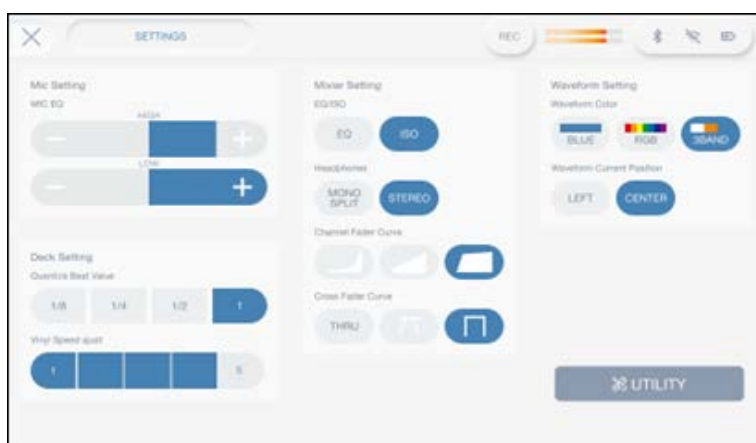 SETTINGS
REC
Mic Setting
MIC EQ
HIGH
LOW
Deck Setting
Quantize Beat Value
1/8
1/4
1/2
1
Vinyl Speed
1
5
Mixier Setting
EQ/ISO
EQ
ISO
Headphones
MONO
SPLIT
STEREO
Channel Fader Curve
Cross Fader Curve
THRU
Waveform Setting
Waveform Color
BLUE
RGB
3BAND
Waveform Current Position
LEFT
CENTER
UTILITY